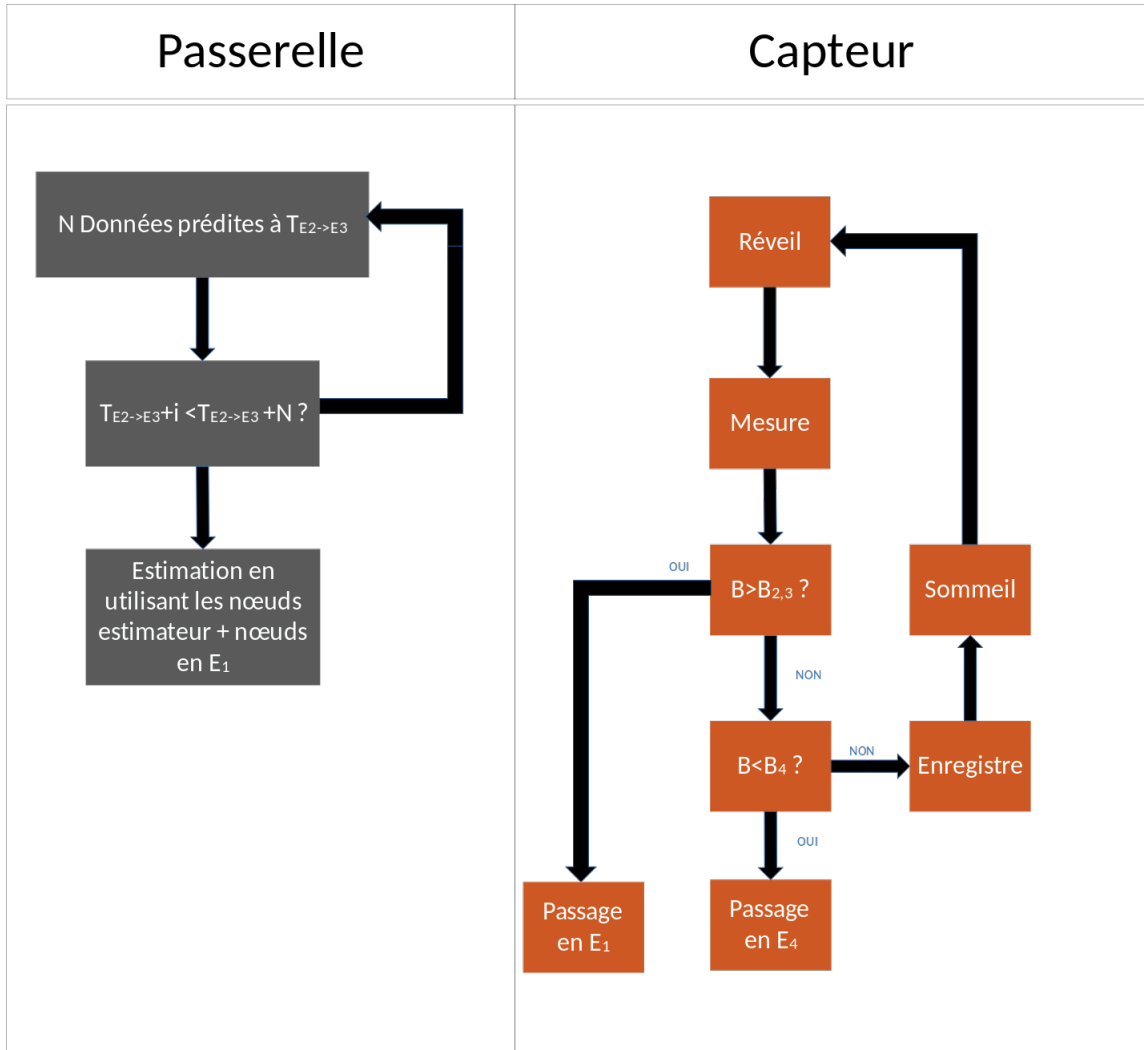 Passerelle
Capteur
N Données prédites à TE2->E3
TE2->E3+i <TE2->E3 +N ?
Estimation en
utilisant les nœuds
estimateur + nœuds
en E1
Réveil
Mesure
OUI
B>B2,3 ?
Sommeil
NON
B<B4 ?
NON
Enregistre
OUI
Passage
en E1
Passage
en E4